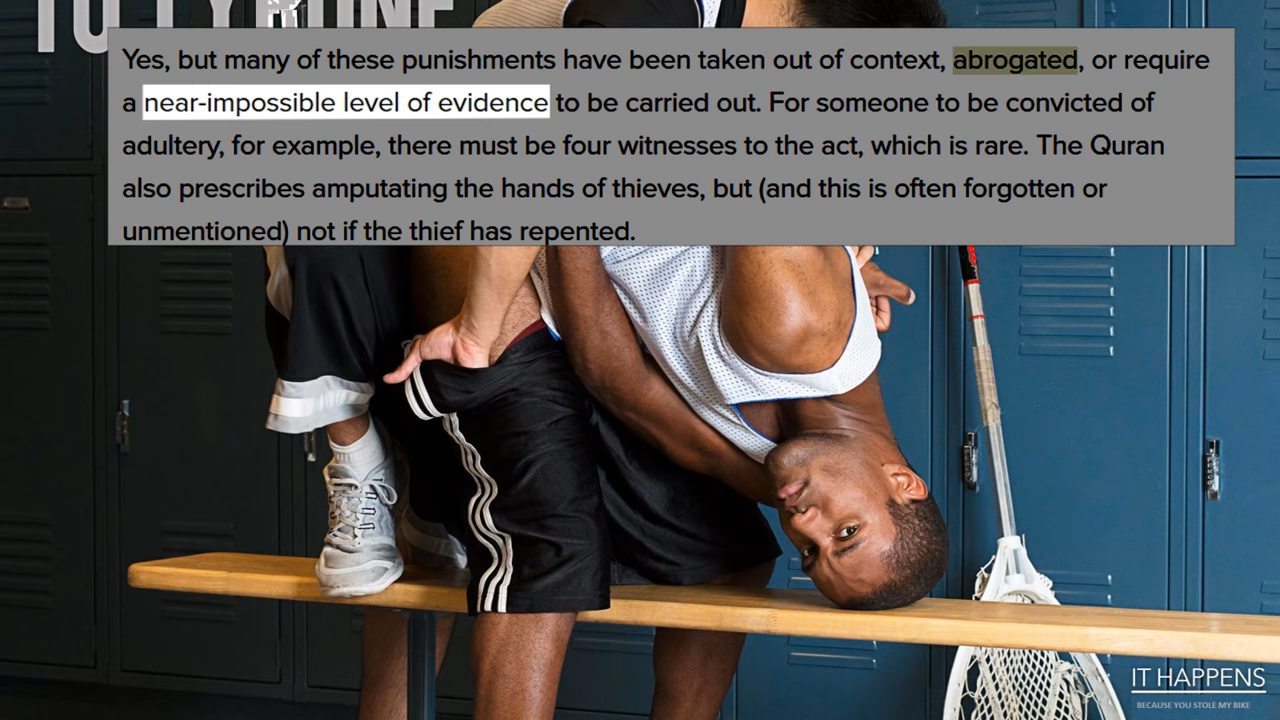 Yes, but many of these punishments have been taken out of context, abrogated, or require
a near-impossible level of evidence to be carried out. For someone to be convicted of
adultery, for example, there must be four witnesses to the act, which is rare. The Quran
also prescribes amputating the hands of thieves, but (and this is often forgotten or
unmentioned) not if the thief has repented.
IT HAPPENS
BECAUSE YOU STOLE MY BIKE